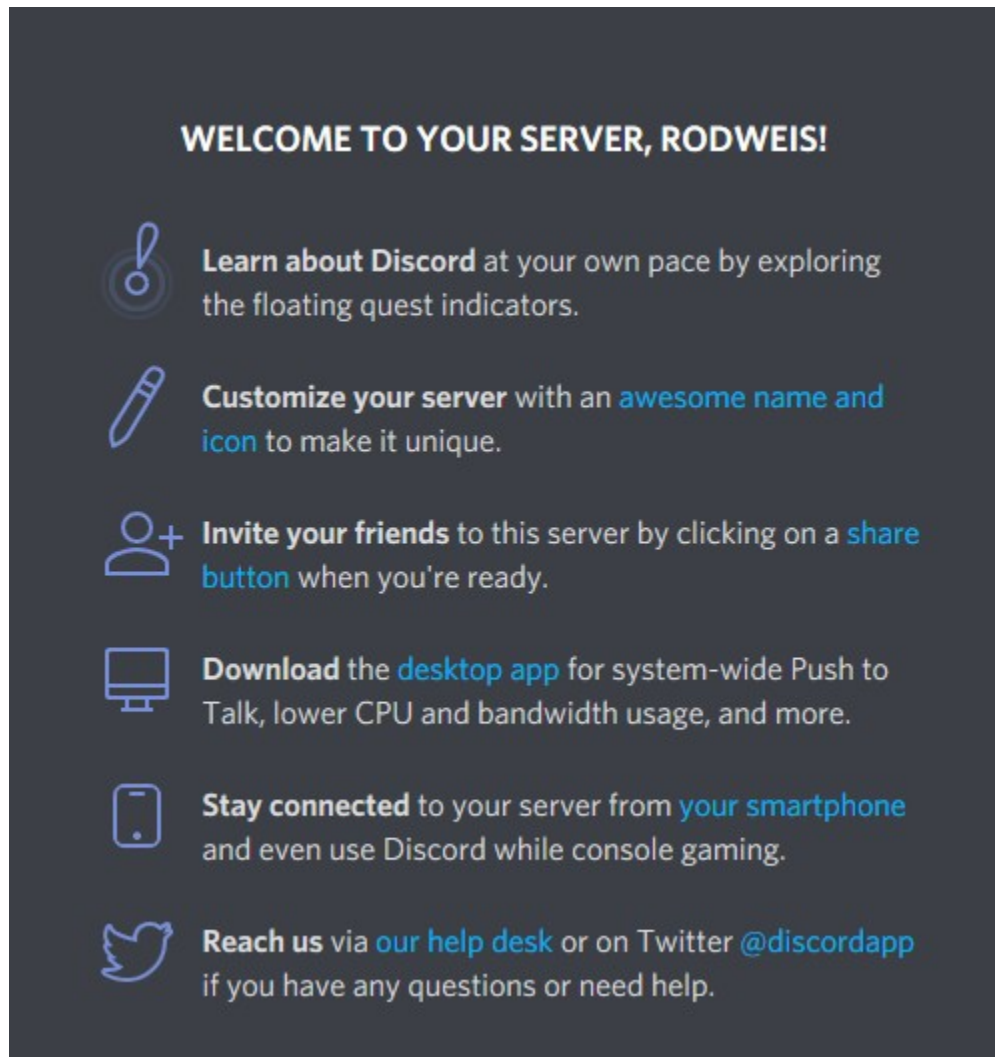 WELCOME TO YOUR SERVER, RODWEIS!
Learn about Discord at your own pace by exploring
the floating quest indicators.
Customize your server with an awesome name and
icon to make it unique.
Invite your friends to this server by clicking on a share
button when you're ready.
Download the desktop app for system-wide Push to
Talk, lower CPU and bandwidth usage, and more.
Stay connected to your server from your smartphone
and even use Discord while console gaming.
Reach us via our help desk or on Twitter @discordapp
if you have any questions or need help.